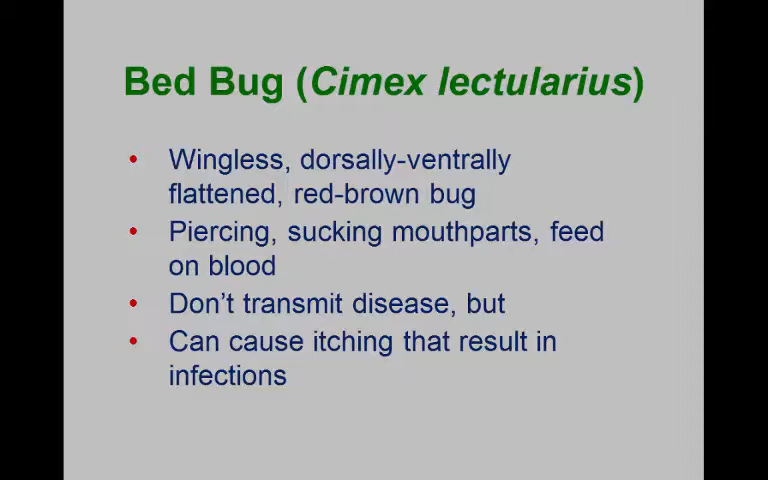 Bed Bug (Cimex lectularius)
• Wingless, dorsally-ventrally
flattened, red-brown bug
• Piercing, sucking mouthparts, feed
on blood
• Don’t transmit disease, but
• Can cause itching that result in
infections